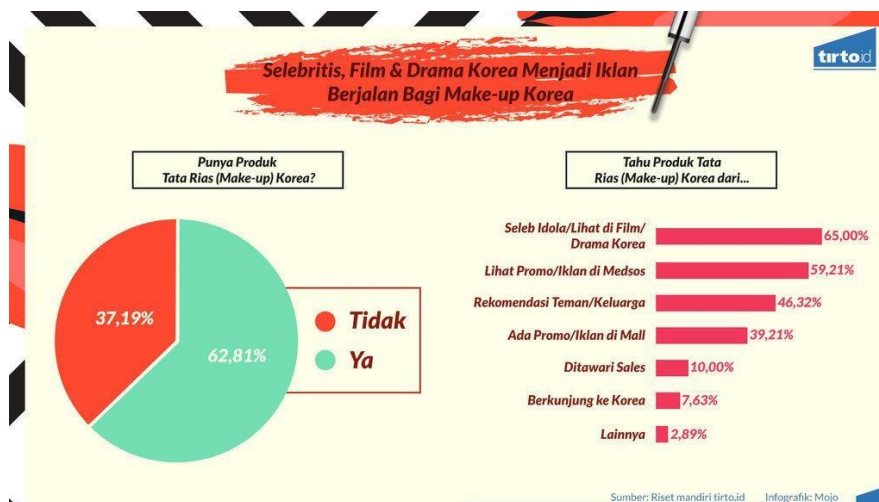 Selebritis, Film & Drama Korea Menjadi Iklan
Berjalan Bagi Make-up Korea
tirto.id
Punya Produk
Tata Rias (Make-up) Korea?
37,19%
62,81%
Tidak
Ya
Tahu Produk Tata
Rias (Make-up) Korea dari...
Seleb Idola/Lihat di Film/
Drama Korea
65,00%
Lihat Promo/Iklan di Medsos
59,21%
Rekomendasi Teman/Keluarga
46,32%
Ada Promo/Iklan di Mall
39,21%
Ditawari Sales
10,00%
Berkunjung ke Korea
7,63%
Lainnya
2,89%
Sumber: Riset mandiri tirto.id Infografik: Mojo